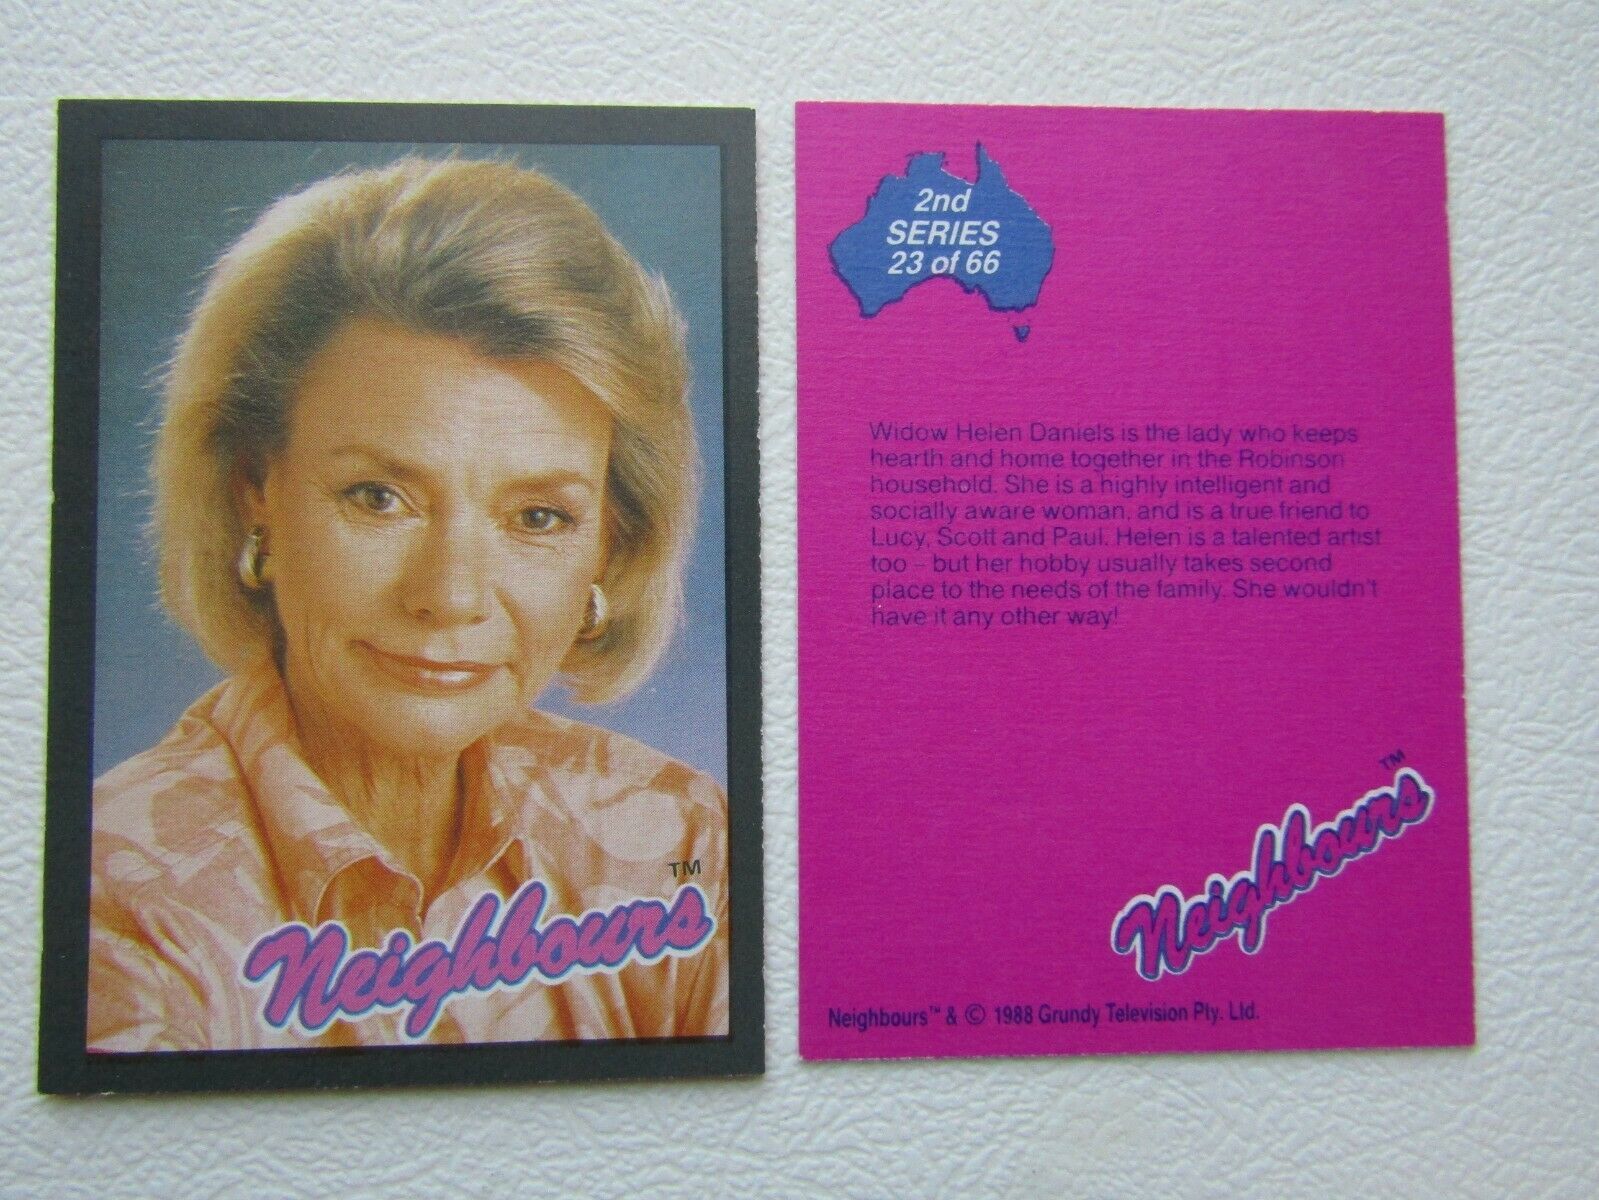 TM
Neighbours
2nd
SERIES
23 of 66
Widow Helen Daniels is the lady who keeps
hearth and home together in the Robinson
household. She is a highly intelligent and
socially aware woman, and is a true friend to
Lucy, Scott and Paul. Helen is a talented artist
too – but her hobby usually takes second
place to the needs of the family. She wouldn't
have it any other way!
TM
Neighbours
Neighbours™ & © 1988 Grundy Television Pty. Ltd.